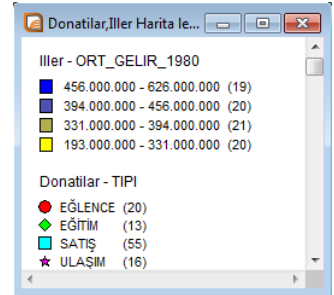 Donatilar,Iller Harita le...
Iller - ORT_GELIR_1980
456.000.000 - 626.000.000 (19)
394.000.000 - 456.000.000 (20)
331.000.000 - 394.000.000 (21)
193.000.000 - 331.000.000 (20)
Donatilar - TIPI
EĞLENCE (20)
EĞİTİM (13)
SATIŞ (55)
ULAŞIM (16)